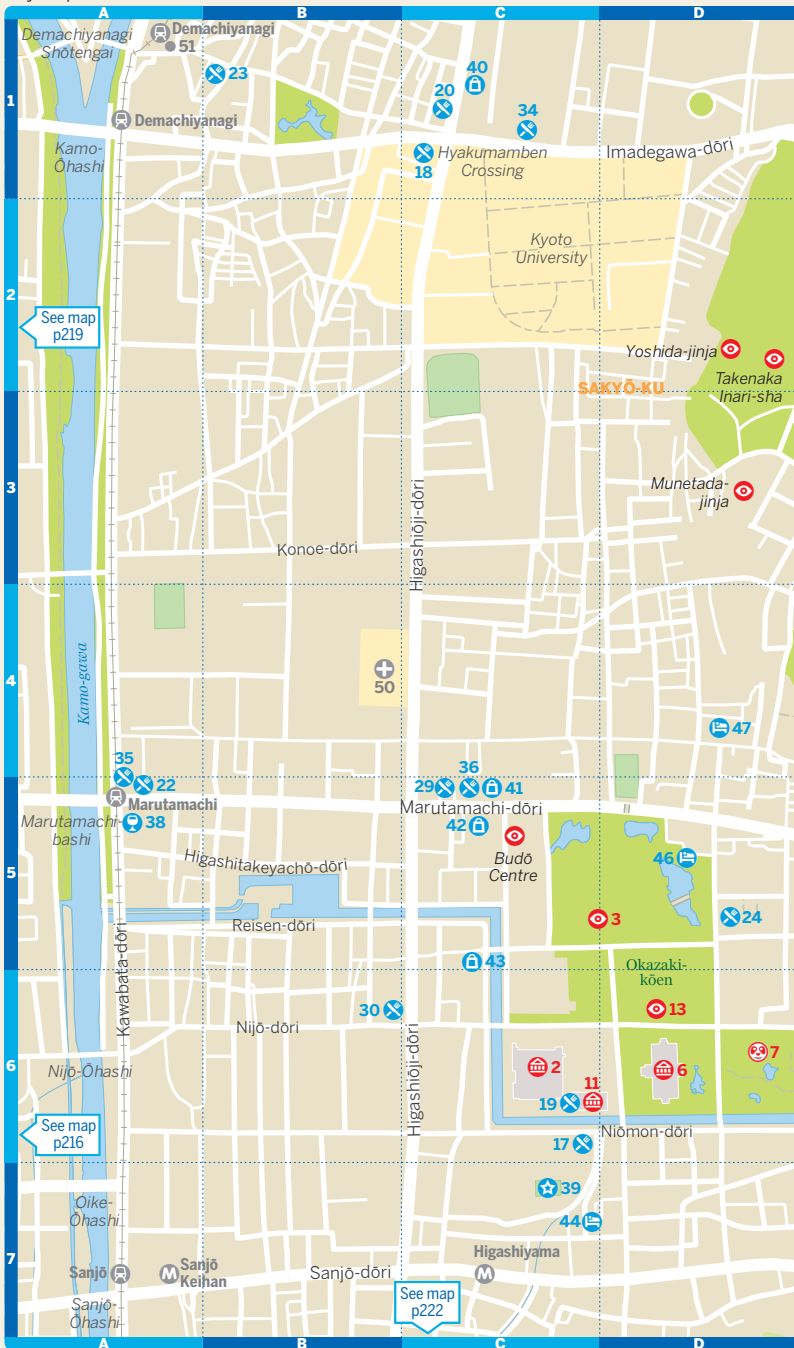 A
B
C
D
Demachiyanagi
Shōtengai
Demachiyanagi
51
23
40
20
34
1
Demachiyanagi
Kamo-
Ōhashi
18
Hyakumamben
Crossing
Imadegawa-dōri
Kyoto
University
2
See map
p219
Yoshida-jinja
Takenaka
Inari-sha
SAKYŌ-KU
3
Munetada-
jinja
Higashiōji-dōri
Konoe-dōri
4
Kamo-gawa
50
47
35
22
36
29
41
Marutamachi
Marutamachi-dōri
Marutamachi-
bashi
38
42
Budō
Centre
46
5
Higashitakeyachō-dōri
3
24
Reisen-dōri
Kawabata-dōri
43
Okazaki-
kōen
30
13
Nijō-dōri
Higashiōji-dōri
6
Nijō-Ōhashi
2
11
6
7
19
See map
p216
17
Niōmon-dōri
39
Oike-
Ōhashi
44
7
Sanjō
M
Sanjō
Keihan
Sanjō-dōri
Higashiyama
M
Sanjō-
Ōhashi
See map
p222
A
B
C
D